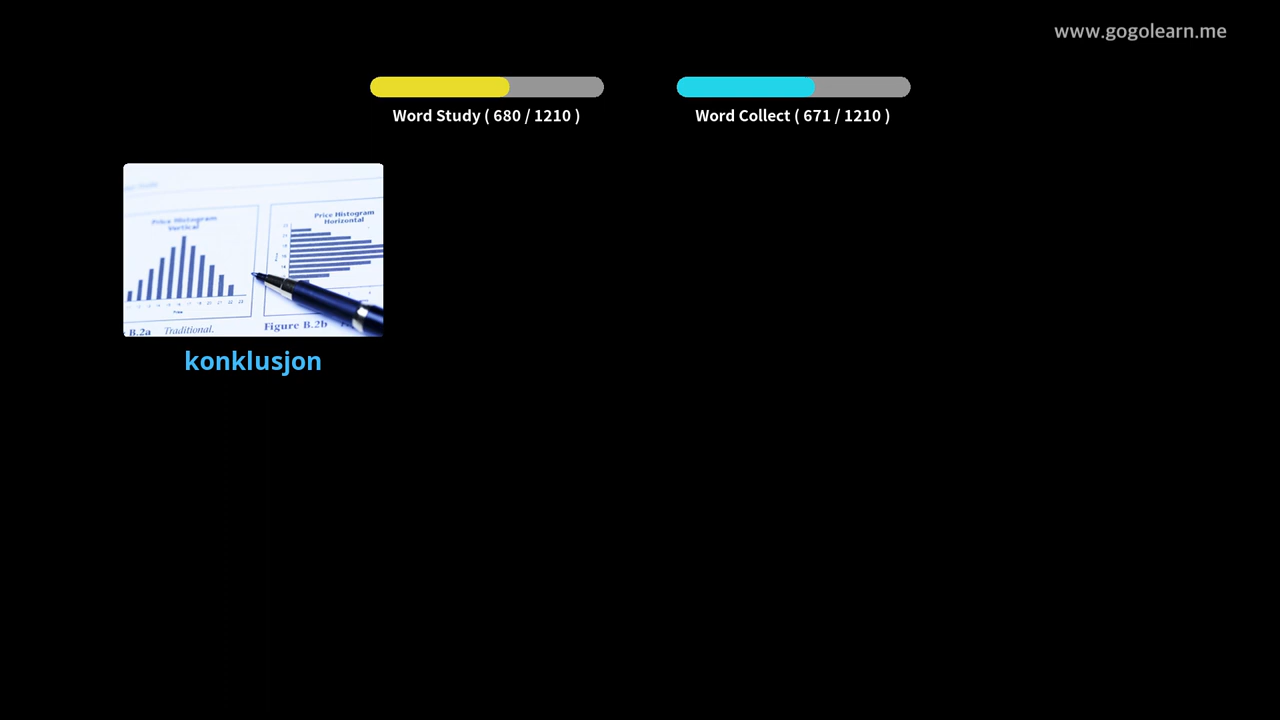 www.gogolearn.me
Word Study ( 680 / 1210 )
Word Collect ( 671 / 1210 )
Price Histogram
Vertical
Price Histogram
Horizontal
Price
B.2a Traditional.
Figure B.2b
konklusjon